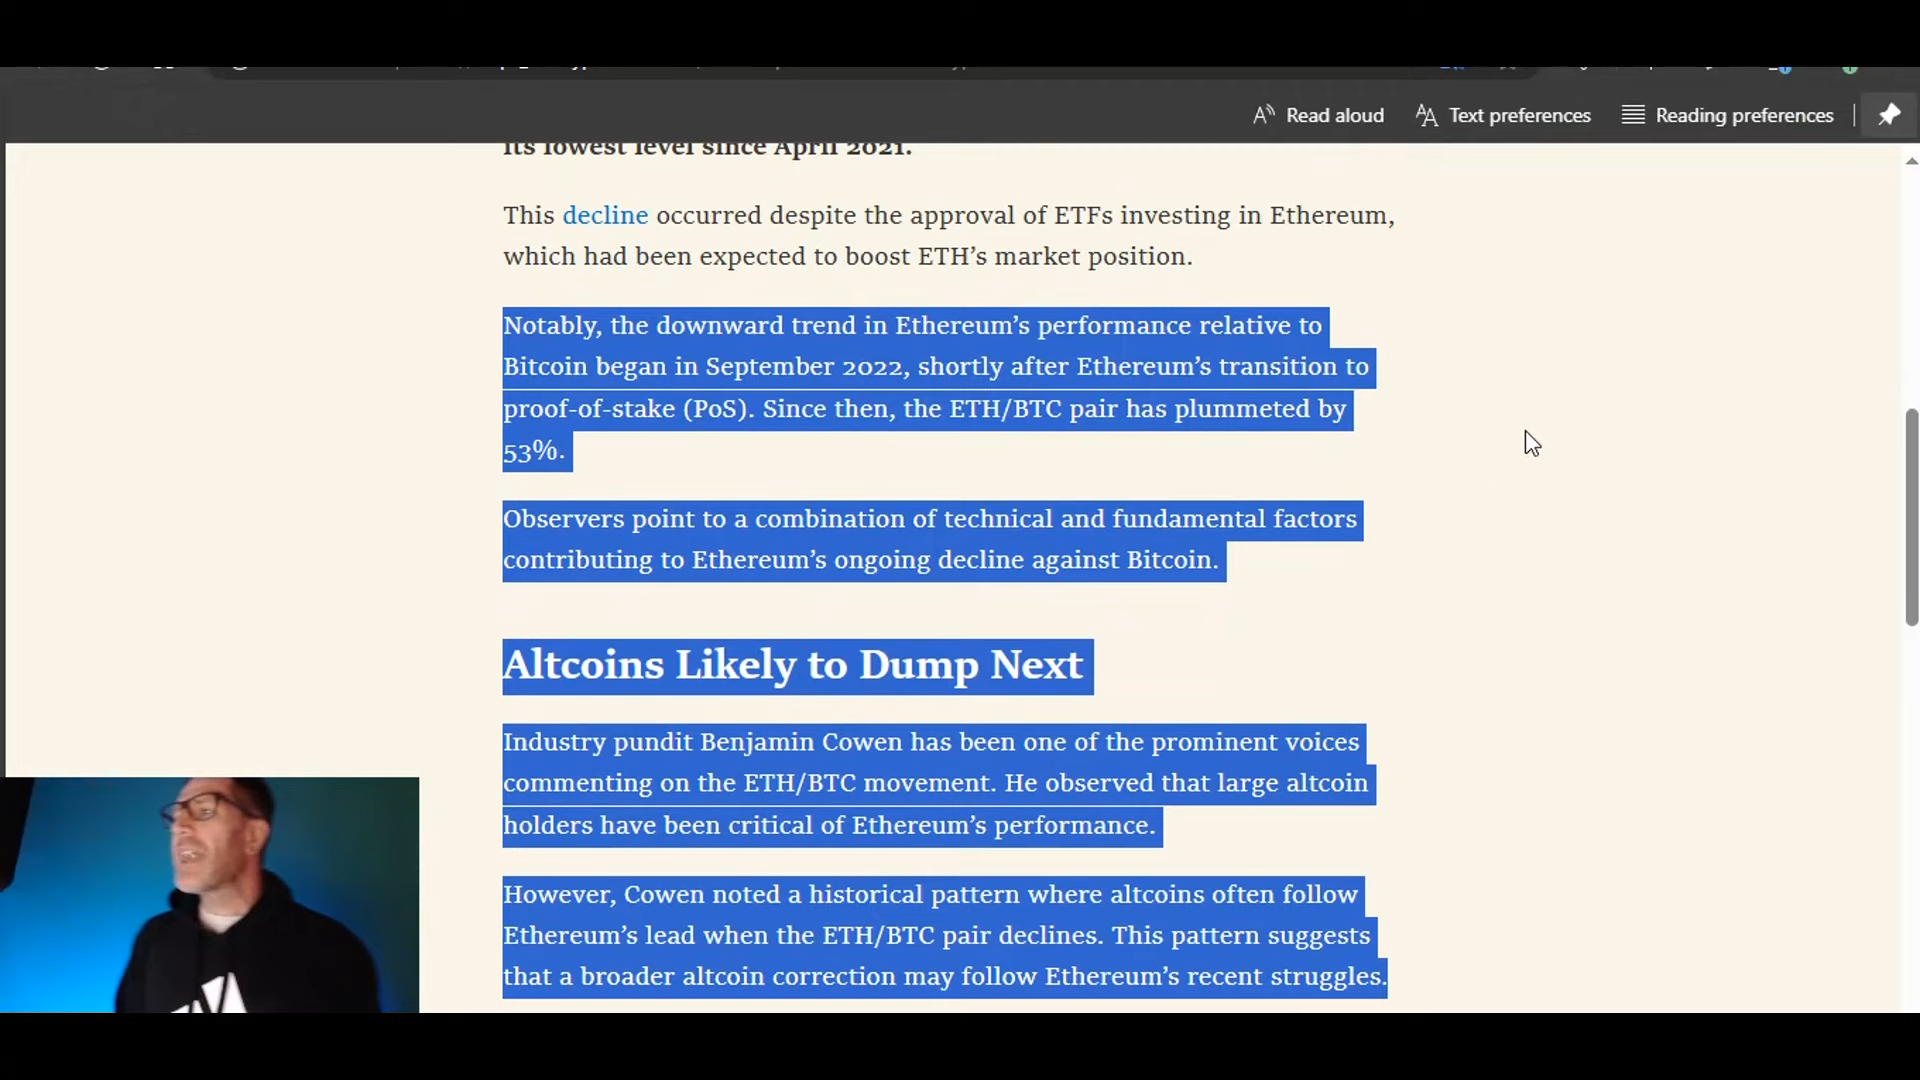 Read aloud
Text preferences
Reading preferences
its lowest level since April 2021.
This decline occurred despite the approval of ETFs investing in Ethereum,
which had been expected to boost ETH’s market position.
Notably, the downward trend in Ethereum’s performance relative to
Bitcoin began in September 2022, shortly after Ethereum’s transition to
proof-of-stake (PoS). Since then, the ETH/BTC pair has plummeted by
53%.
Observers point to a combination of technical and fundamental factors
contributing to Ethereum’s ongoing decline against Bitcoin.
Altcoins Likely to Dump Next
Industry pundit Benjamin Cowen has been one of the prominent voices
commenting on the ETH/BTC movement. He observed that large altcoin
holders have been critical of Ethereum’s performance.
However, Cowen noted a historical pattern where altcoins often follow
Ethereum’s lead when the ETH/BTC pair declines. This pattern suggests
that a broader altcoin correction may follow Ethereum’s recent struggles.